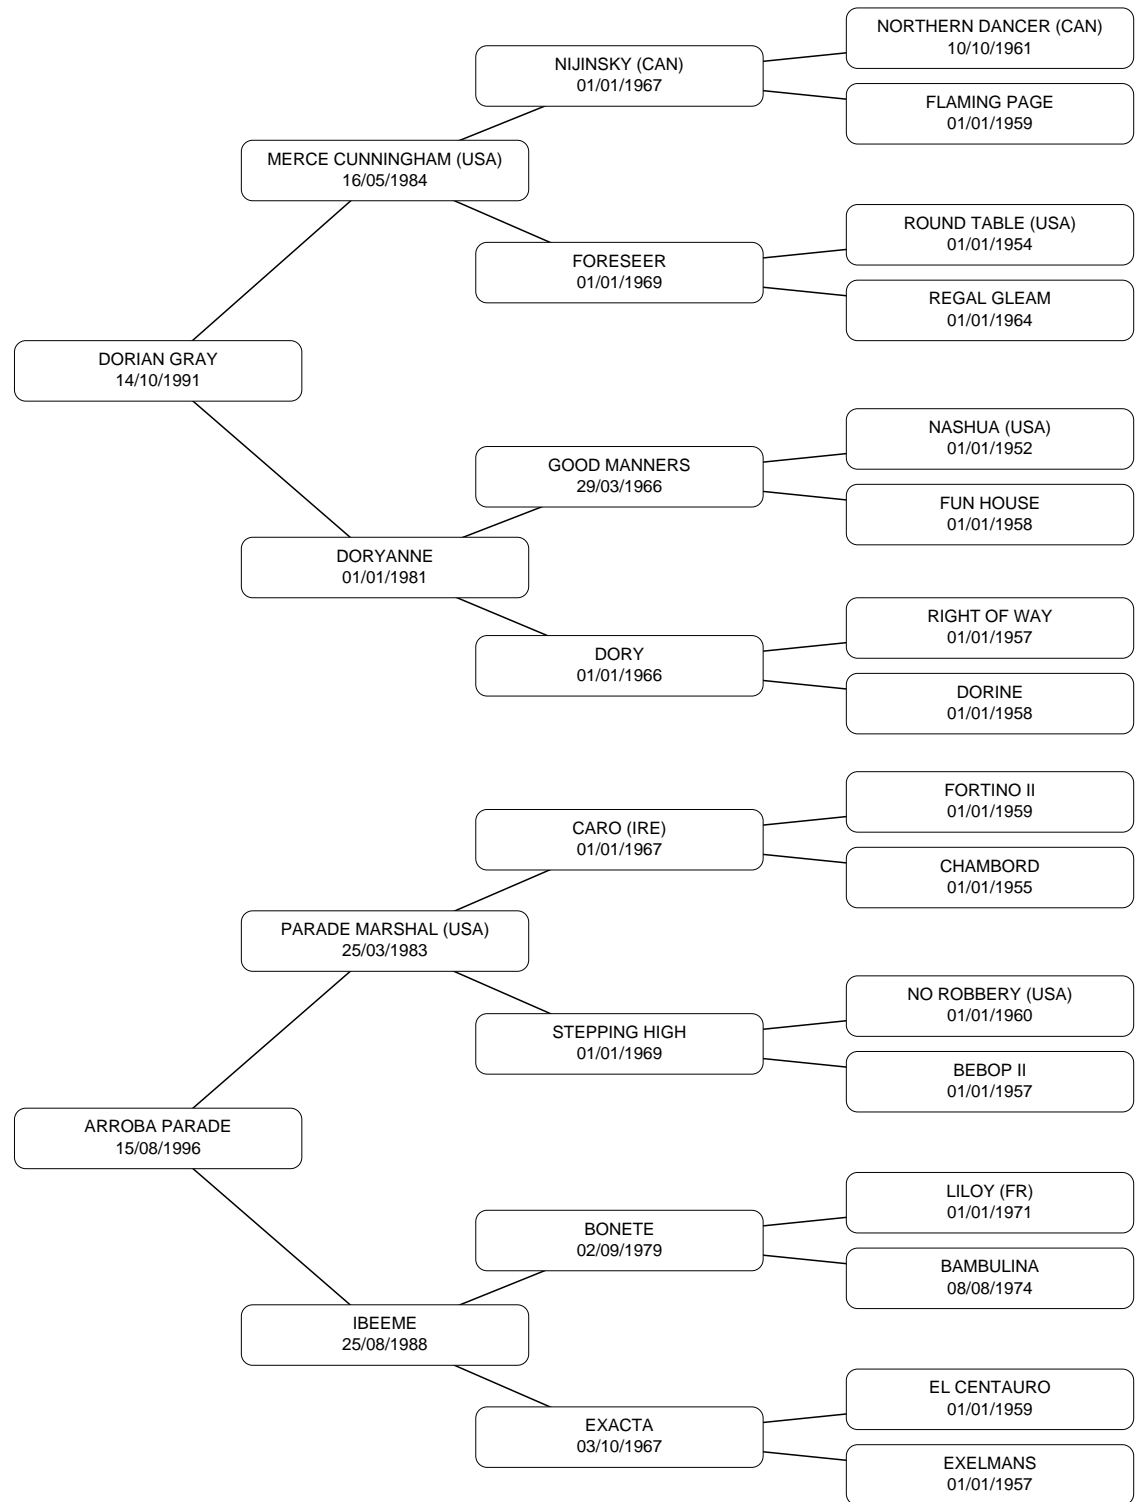 NORTHERN DANCER (CAN)
10/10/1961
NIJINSKY (CAN)
01/01/1967
FLAMING PAGE
01/01/1959
MERCE CUNNINGHAM (USA)
16/05/1984
ROUND TABLE (USA)
01/01/1954
FORESEER
01/01/1969
REGAL GLEAM
01/01/1964
DORIAN GRAY
14/10/1991
NASHUA (USA)
01/01/1952
GOOD MANNERS
29/03/1966
FUN HOUSE
01/01/1958
DORYANNE
01/01/1981
RIGHT OF WAY
01/01/1957
DORY
01/01/1966
DORINE
01/01/1958
FORTINO II
01/01/1959
CARO (IRE)
01/01/1967
CHAMBORD
01/01/1955
PARADE MARSHAL (USA)
25/03/1983
NO ROBBERY (USA)
01/01/1960
STEPPING HIGH
01/01/1969
BEBOP II
01/01/1957
ARROBA PARADE
15/08/1996
LILOY (FR)
01/01/1971
BONETE
02/09/1979
BAMBULINA
08/08/1974
IBEEME
25/08/1988
EL CENTAURO
01/01/1959
EXACTA
03/10/1967
EXELMANS
01/01/1957